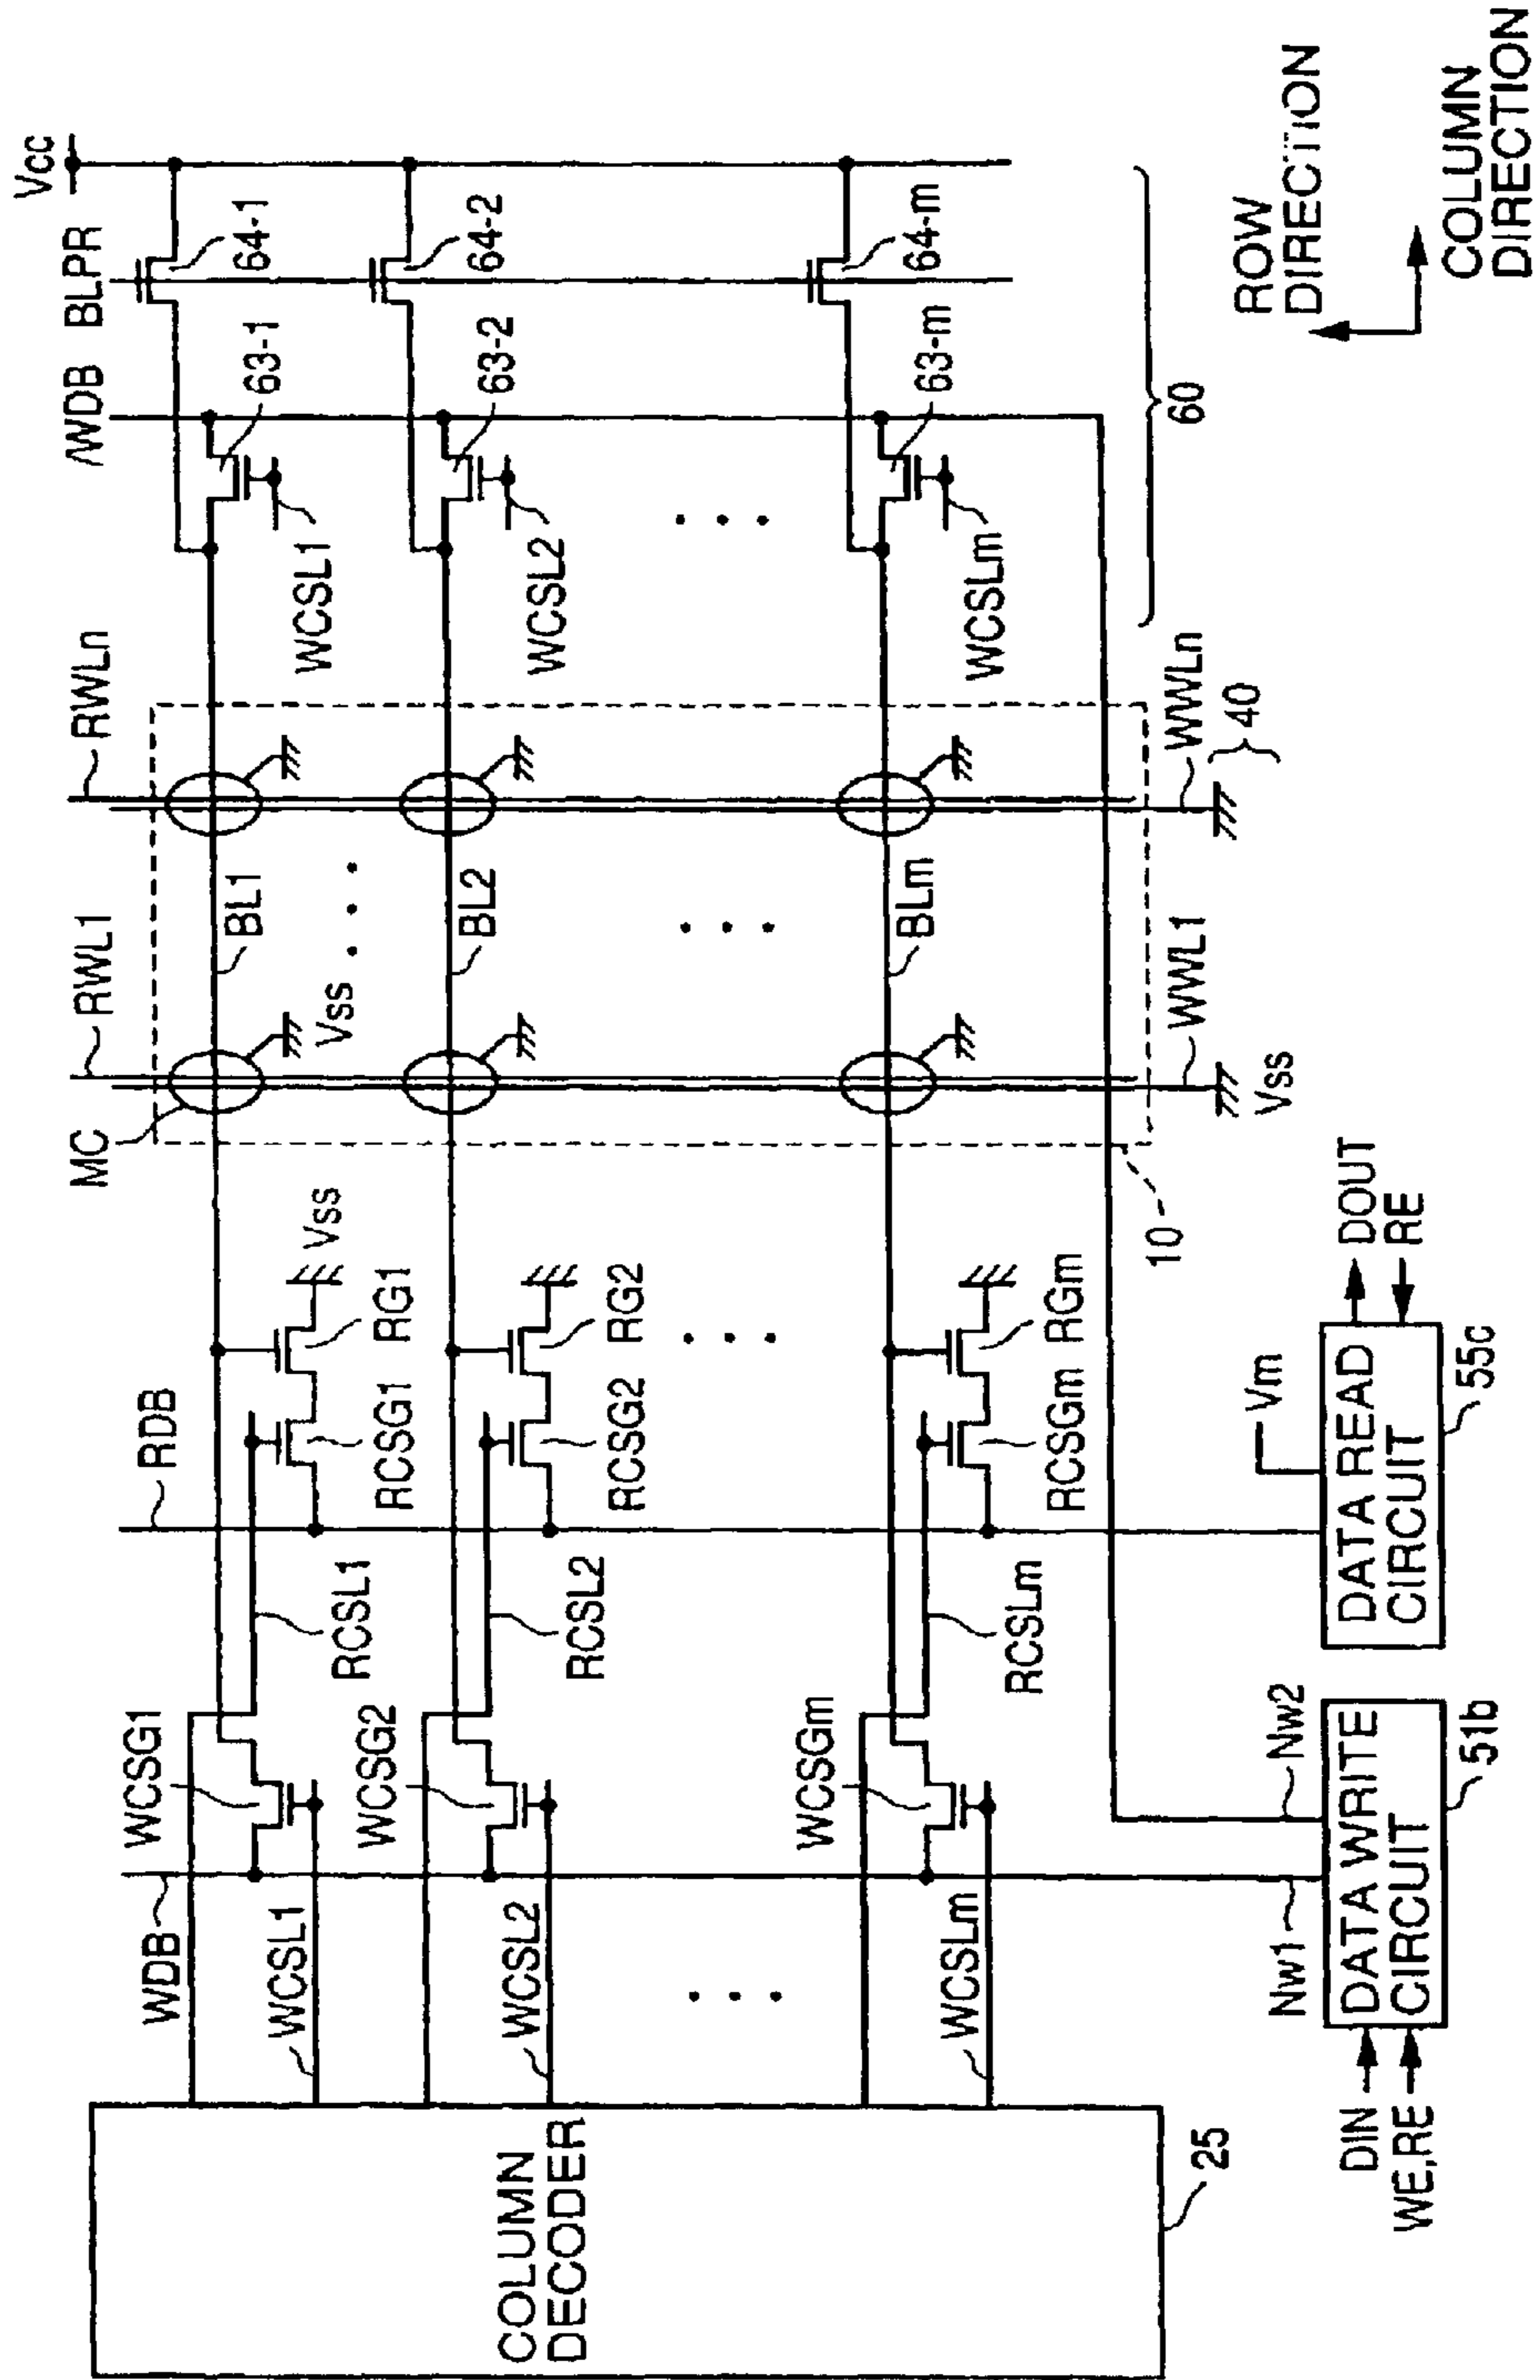 Vcc
BLPR
/WDB
64-1
63-1
WCSL1
64-2
63-2
WCSL2
64-m
63-m
WCSLm
60
ROW
DIRECTION
COLUMN
DIRECTION
RWLn
WWLn
40
BL1
BL2
BLm
RWL1
Vss
WWL1
Vss
MC
10
Vss
RG1
RCSG1
RG2
RCSG2
RGm
RCSGm
RDB
RCSL1
RCSL2
RCSLm
DOUT
RE
Vm
DATA READ
CIRCUIT
55c
WCSG1
WCSG2
WCSGm
WDB
WCSL1
WCSL2
WCSLm
Nw2
Nw1
DATA WRITE
CIRCUIT
51b
DIN
WE,RE
COLUMN
DECODER
25